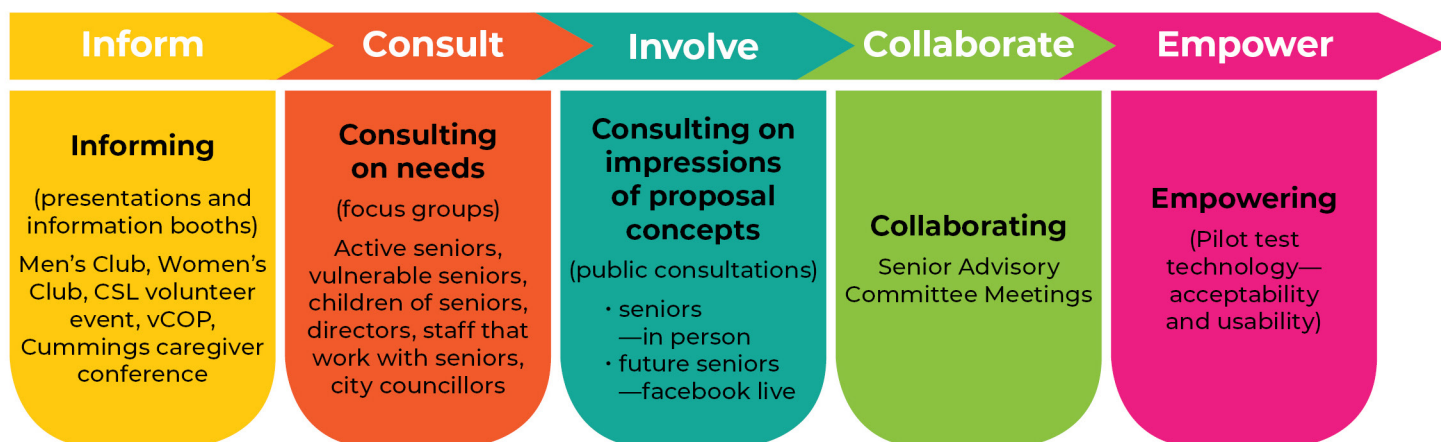 Inform
Consult
Involve
Collaborate
Empower
Informing
(presentations and
information booths)
Men’s Club, Women’s
Club, CSL volunteer
event, vCOP,
Cummings caregiver
conference
Consulting
on needs
(focus groups)
Active seniors,
vulnerable seniors,
children of seniors,
directors, staff that
work with seniors,
city councillors
Consulting on
impressions
of proposal
concepts
(public consultations)
· seniors
—in person
· future seniors
—facebook live
Collaborating
Senior Advisory
Committee Meetings
Empowering
(Pilot test
technology—
acceptability
and usability)